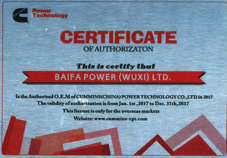 Power
Technology
CERTIFICATE
OF AUTHORIZATON
This is certify that
BAIFA POWER (WUXI) LTD.
Is the Authorized O.E.M of CUMMINS(CHINA) POWER TECHNOLOGY CO.,LTD in 2017
The validity of authorization is from Jan. 1st ,2017 to Dec. 31th,2017
This license is only for the overseas markets
Website: www.cummins-cpt.com